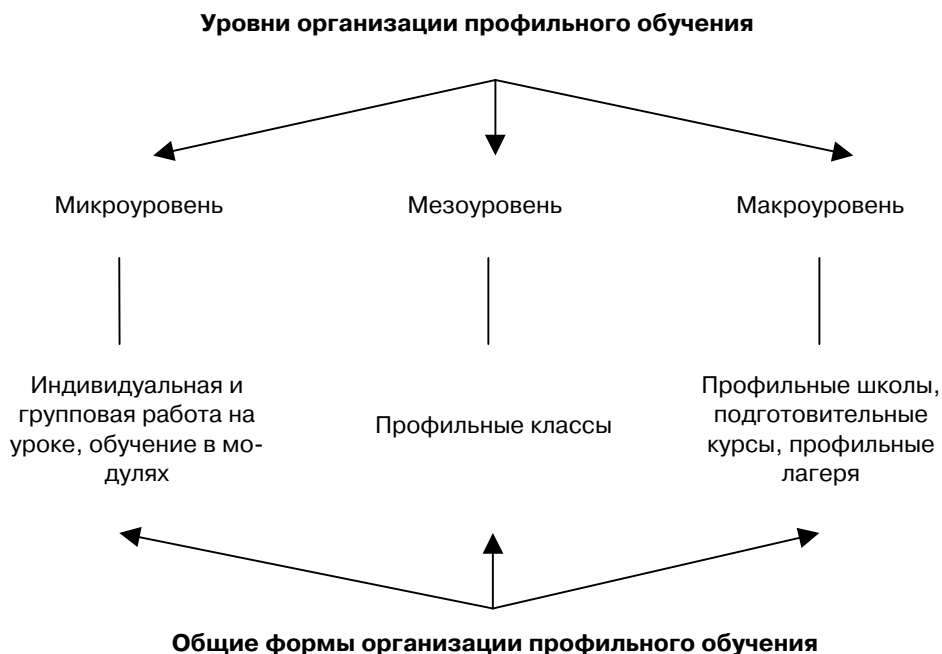 Уровни организации профильного обучения
Микроуровень
Мезоуровень
Макроуровень
Индивидуальная и
групповая работа на
уроке, обучение в мо-
дулях
Профильные классы
Профильные школы,
подготовительные
курсы, профильные
лагеря
Общие формы организации профильного обучения